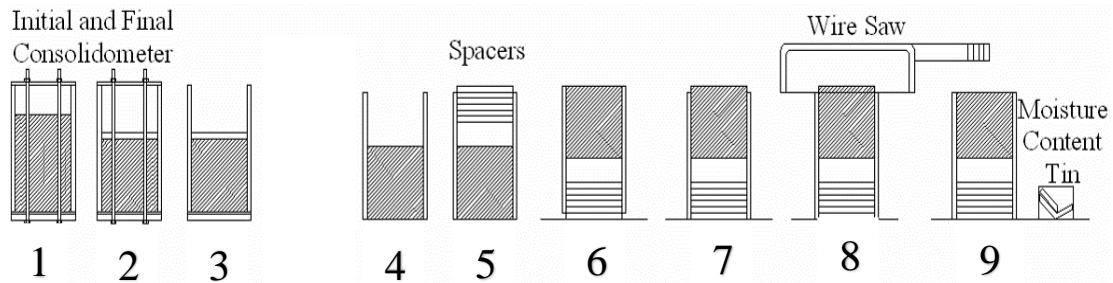 Initial and Final
Consolidometer
Spacers
Wire Saw
Moisture
Content
Tin
1 2 3 4 5 6 7 8 9